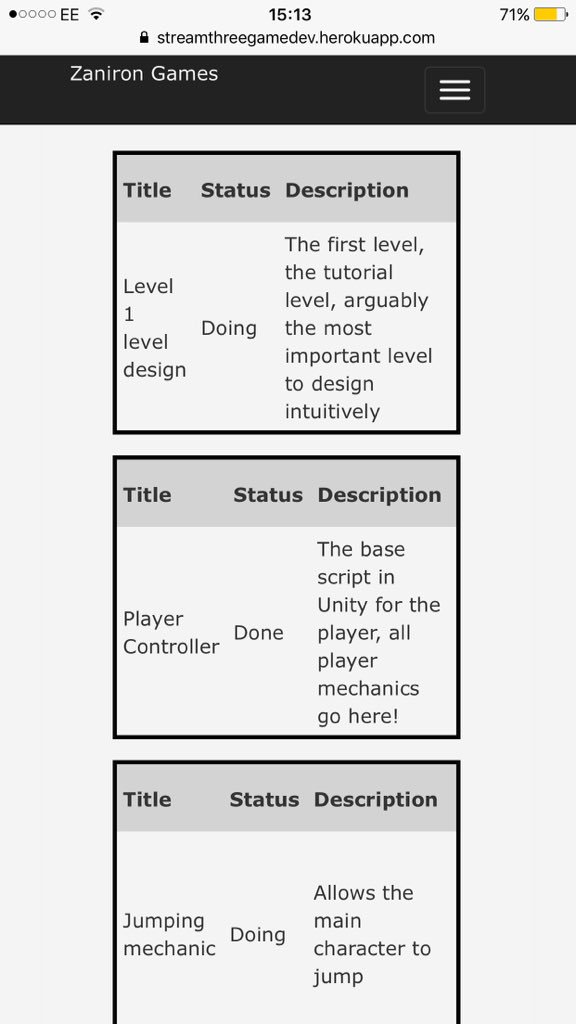 EE 15:13 71%
streamthreegamedev.herokuapp.com
Zaniron Games
Title Status Description
Level
1
level
design
Doing
The first level,
the tutorial
level, arguably
the most
important level
to design
intuitively
Title Status Description
Player
Controller
Done
The base
script in
Unity for the
player, all
player
mechanics
go here!
Title Status Description
Jumping
mechanic
Doing
Allows the
main
character to
jump